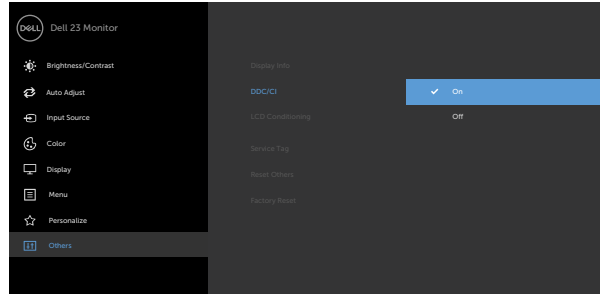 DELL Dell 23 Monitor
Brightness/Contrast
Auto Adjust
Input Source
Color
Display
Menu
Personalize
Others
Display Info
DDC/CI
LCD Conditioning
Service Tag
Reset Others
Factory Reset
On
Off